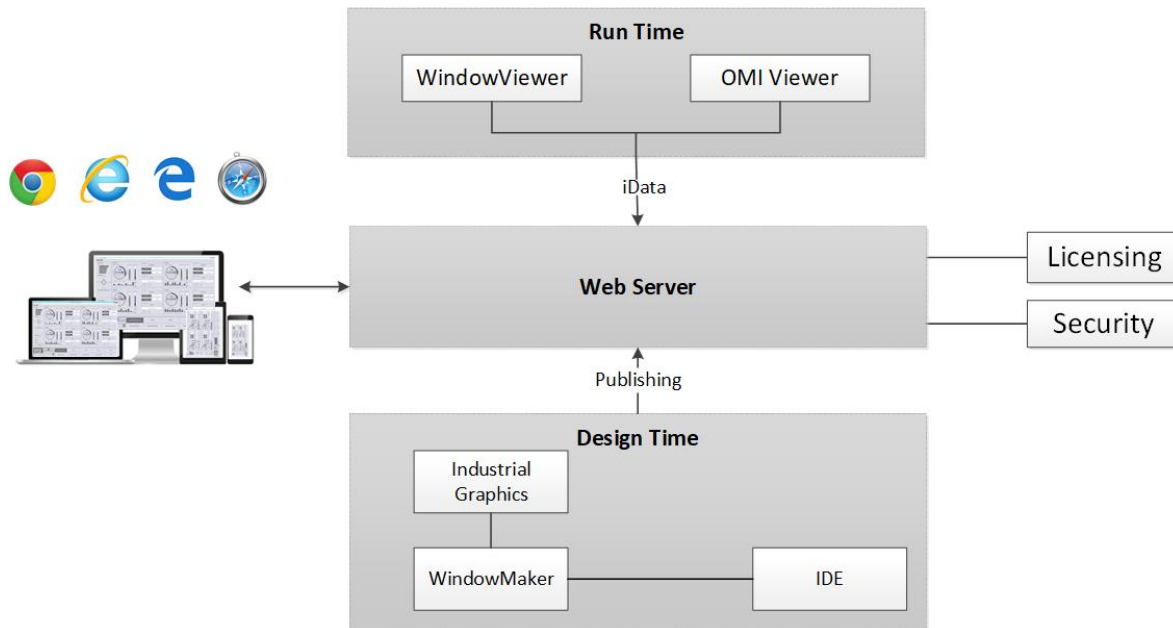 Run Time
WindowViewer
OMI Viewer
iData
Web Server
Licensing
Security
Publishing
Design Time
Industrial
Graphics
WindowMaker
IDE